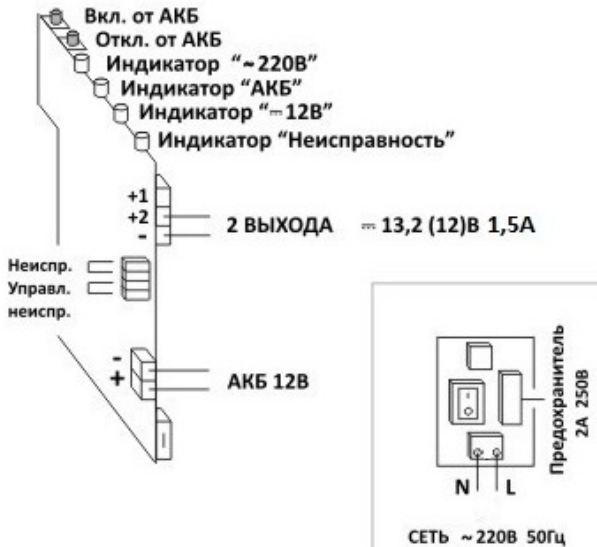 Вкл. от АКБ
Откл. от АКБ
Индикатор “~220В”
Индикатор “АКБ”
Индикатор “⎓12В”
Индикатор “Неисправность”
+1
+2
-
2 ВЫХОДА ⎓ 13,2 (12)В 1,5А
Неиспр.
Управл.
неиспр.
-
+
АКБ 12В
Предохранитель
2А 250В
N L
СЕТЬ ~220В 50Гц